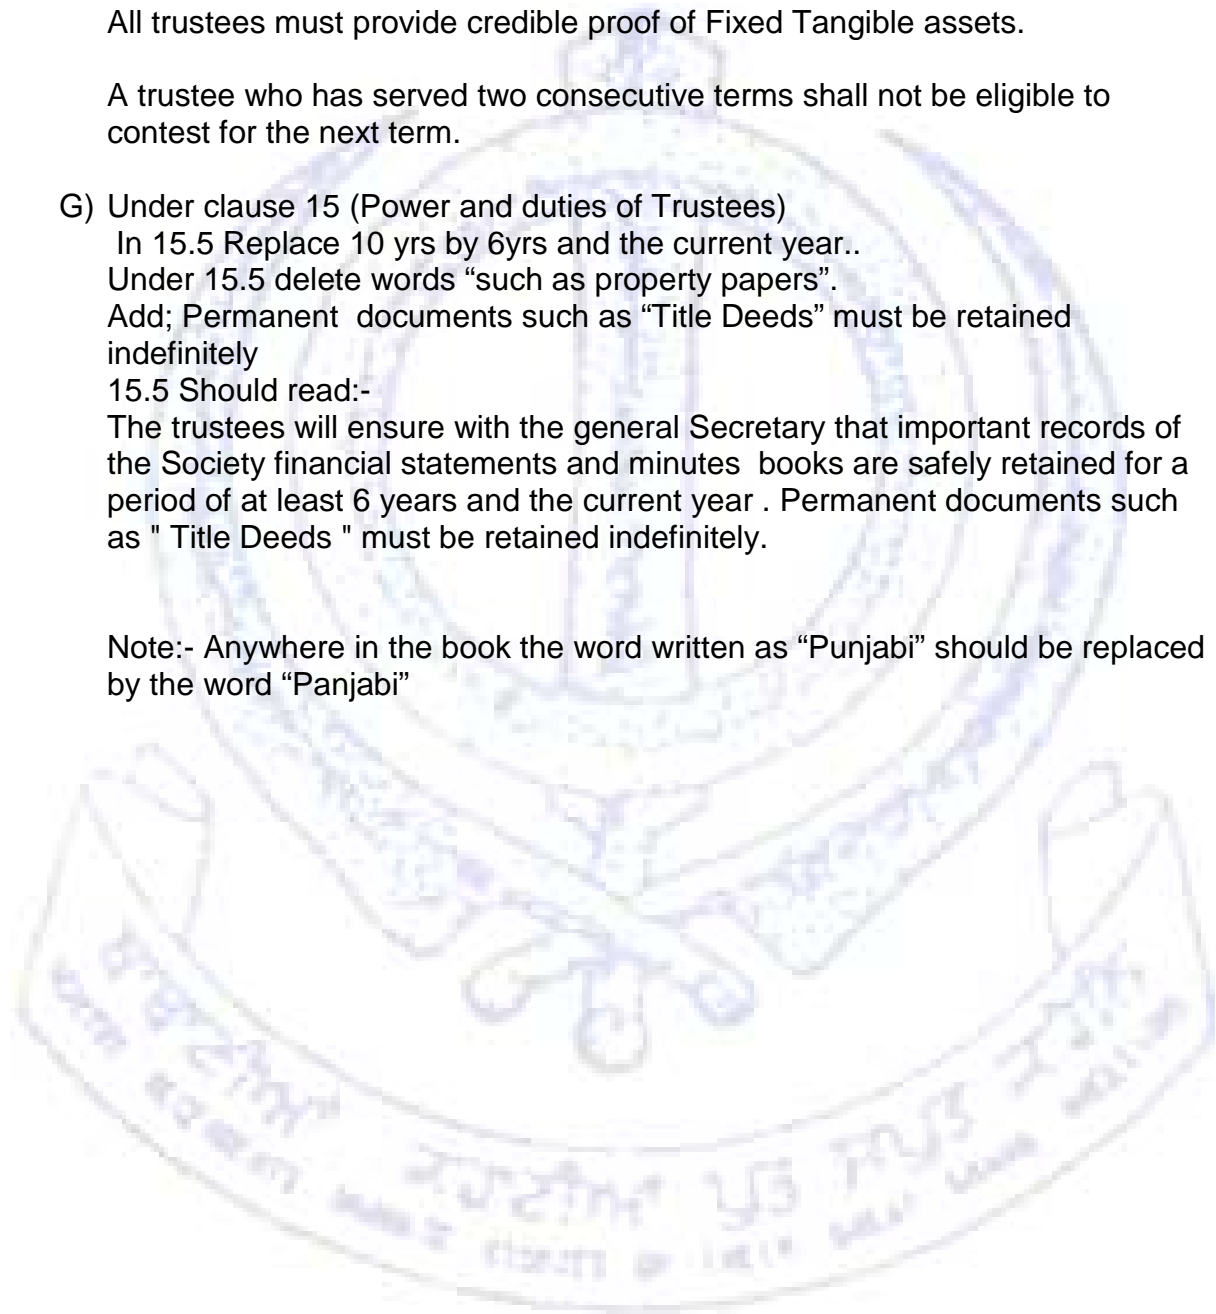 All trustees must provide credible proof of Fixed Tangible assets.
A trustee who has served two consecutive terms shall not be eligible to
contest for the next term.
G) Under clause 15 (Power and duties of Trustees)
In 15.5 Replace 10 yrs by 6yrs and the current year..
Under 15.5 delete words “such as property papers”.
Add; Permanent  documents such as “Title Deeds” must be retained
indefinitely
15.5 Should read:-
The trustees will ensure with the general Secretary that important records of
the Society financial statements and minutes  books are safely retained for a
period of at least 6 years and the current year . Permanent documents such
as " Title Deeds " must be retained indefinitely.
Note:- Anywhere in the book the word written as “Punjabi” should be replaced
by the word “Panjabi”